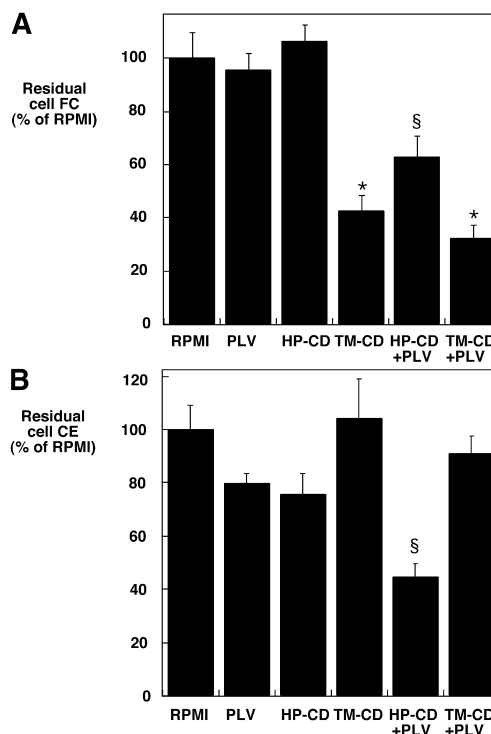 A
Residual
cell FC
(% of RPMI)
100
80
60
40
20
0
*
§
*
RPMI PLV HP-CD TM-CD HP-CD +PLV TM-CD +PLV
B
Residual
cell CE
(% of RPMI)
120
100
80
60
40
20
0
§
RPMI PLV HP-CD TM-CD HP-CD +PLV TM-CD +PLV